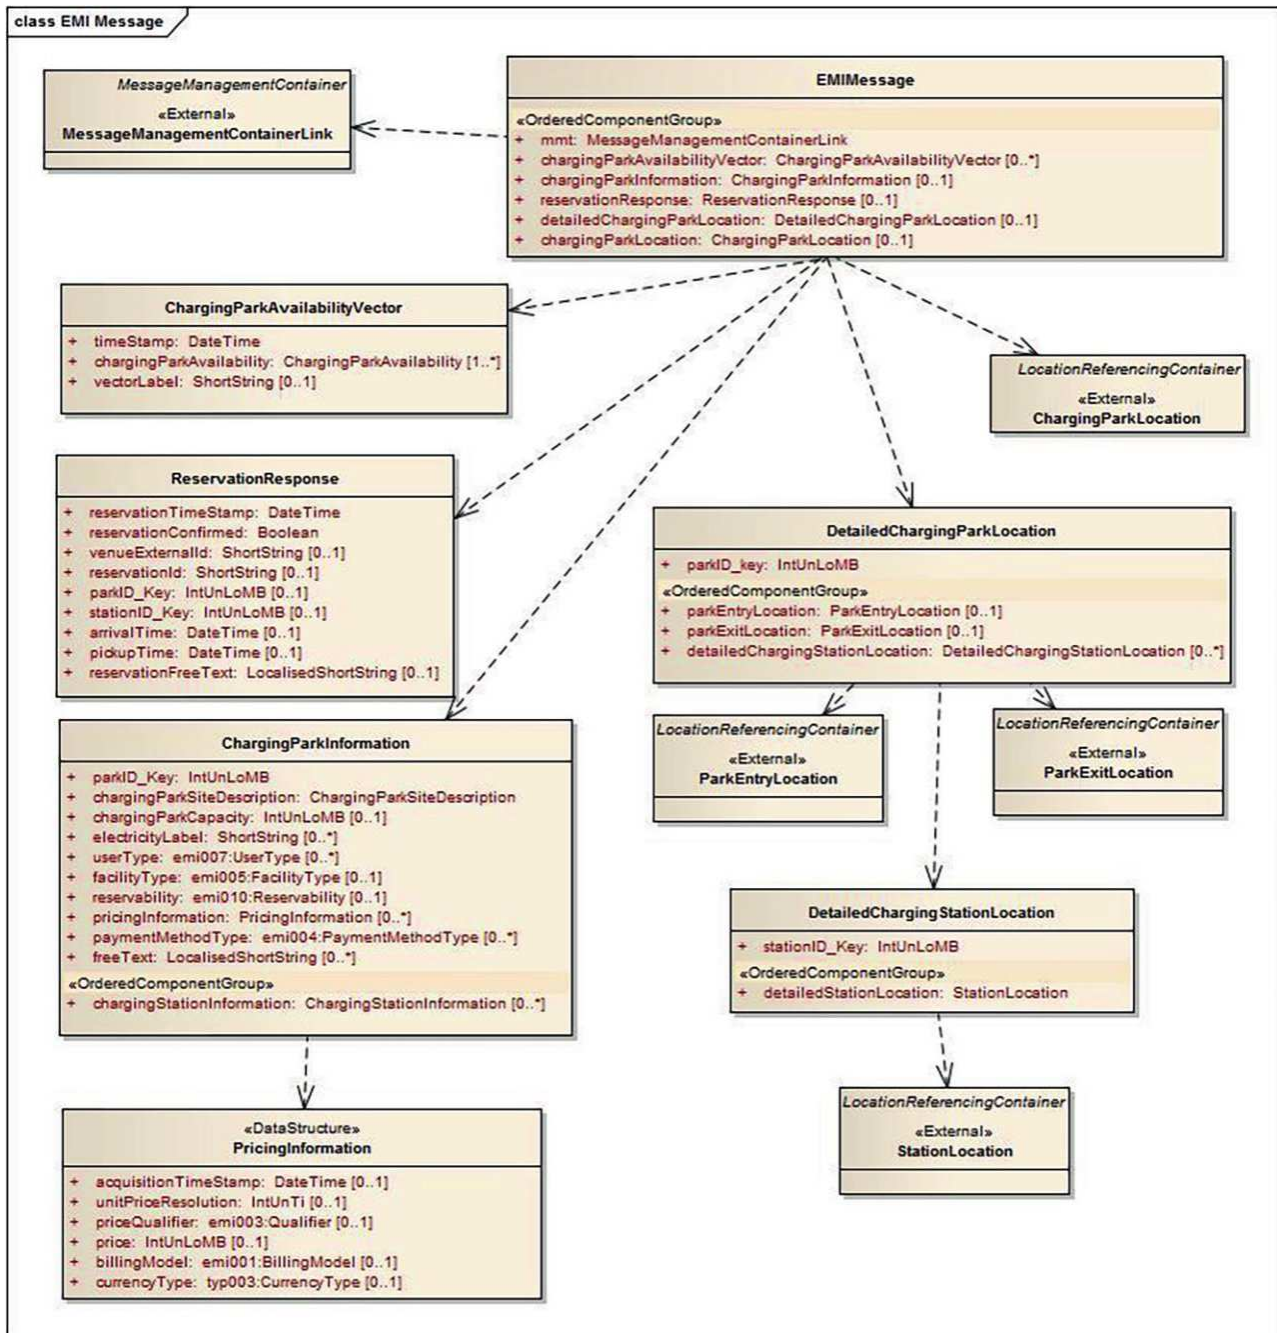 class EMI Message
MessageManagementContainer
«External»
MessageManagementContainerLink
EMIMessage
«OrderedComponentGroup»
+ mmt: MessageManagementContainerLink
+ chargingParkAvailabilityVector: ChargingParkAvailabilityVector [0..*]
+ chargingParkInformation: ChargingParkInformation [0..1]
+ reservationResponse: ReservationResponse [0..1]
+ detailedChargingParkLocation: DetailedChargingParkLocation [0..1]
+ chargingParkLocation: ChargingParkLocation [0..1]
ChargingParkAvailabilityVector
+ timeStamp: DateTime
+ chargingParkAvailability: ChargingParkAvailability [1..*]
+ vectorLabel: ShortString [0..1]
LocationReferencingContainer
«External»
ChargingParkLocation
ReservationResponse
+ reservationTimeStamp: DateTime
+ reservationConfirmed: Boolean
+ venueExternalId: ShortString [0..1]
+ reservationId: ShortString [0..1]
+ parkID_Key: IntUnLoMB [0..1]
+ stationID_Key: IntUnLoMB [0..1]
+ arrivalTime: DateTime [0..1]
+ pickupTime: DateTime [0..1]
+ reservationFreeText: LocalisedShortString [0..1]
DetailedChargingParkLocation
+ parkID_key: IntUnLoMB
«OrderedComponentGroup»
+ parkEntryLocation: ParkEntryLocation [0..1]
+ parkExitLocation: ParkExitLocation [0..1]
+ detailedChargingStationLocation: DetailedChargingStationLocation [0..*]
LocationReferencingContainer
«External»
ParkEntryLocation
LocationReferencingContainer
«External»
ParkExitLocation
ChargingParkInformation
+ parkID_Key: IntUnLoMB
+ chargingParkSiteDescription: ChargingParkSiteDescription
+ chargingParkCapacity: IntUnLoMB [0..1]
+ electricityLabel: ShortString [0..*]
+ userType: emi007:UserType [0..*]
+ facilityType: emi005:FacilityType [0..1]
+ reservability: emi010:Reservability [0..1]
+ pricingInformation: PricingInformation [0..*]
+ paymentMethodType: emi004:PaymentMethodType [0..*]
+ freeText: LocalisedShortString [0..*]
«OrderedComponentGroup»
+ chargingStationInformation: ChargingStationInformation [0..*]
DetailedChargingStationLocation
+ stationID_Key: IntUnLoMB
«OrderedComponentGroup»
+ detailedStationLocation: StationLocation
LocationReferencingContainer
«External»
StationLocation
«DataStructure»
PricingInformation
+ acquisitionTimeStamp: DateTime [0..1]
+ unitPriceResolution: IntUnTi [0..1]
+ priceQualifier: emi003:Qualifier [0..1]
+ price: IntUnLoMB [0..1]
+ billingModel: emi001:BillingModel [0..1]
+ currencyType: typ003:CurrencyType [0..1]